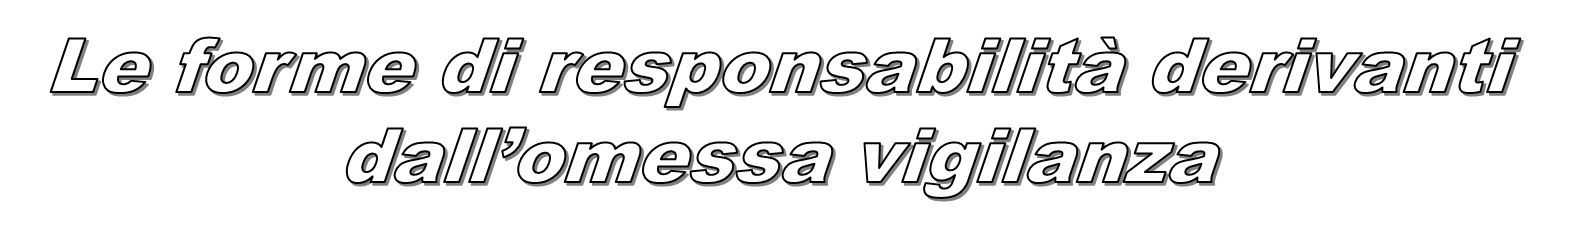 Le forme di responsabilità derivanti
dall’omessa vigilanza